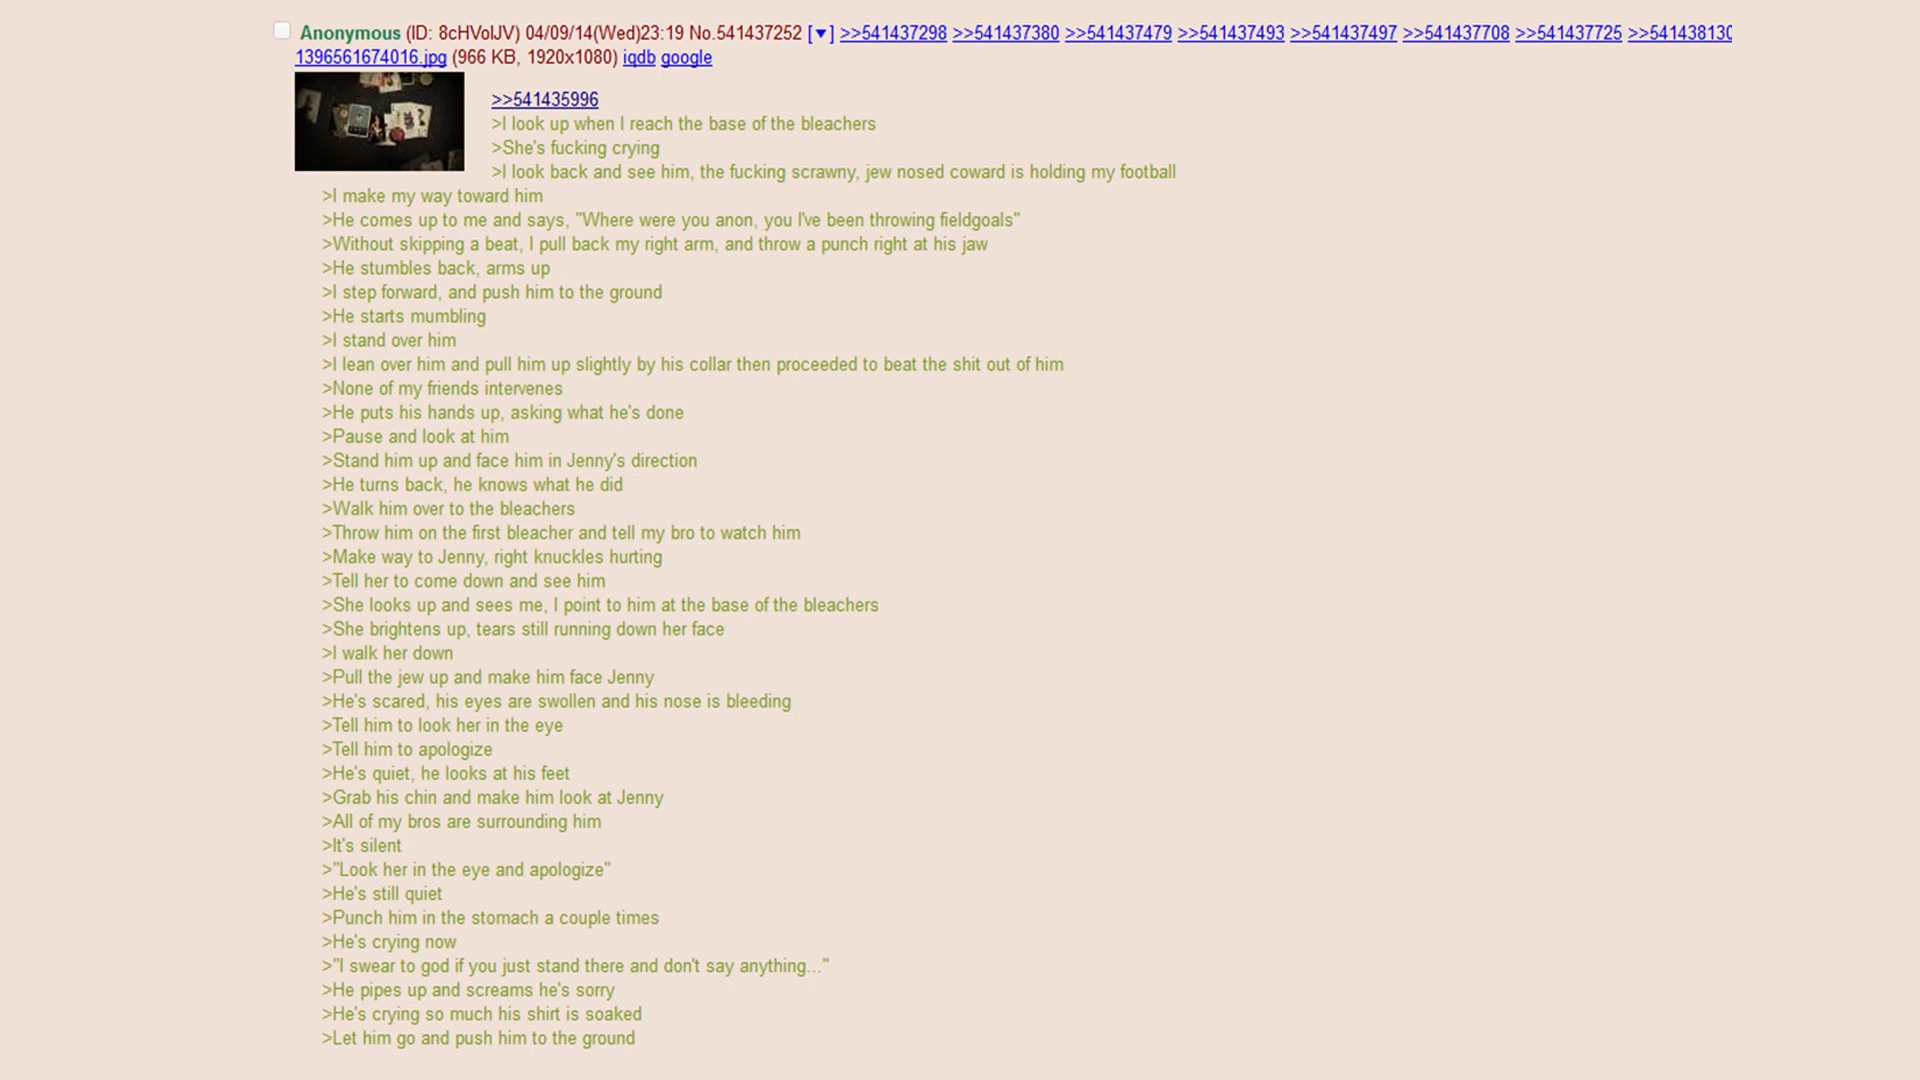 Anonymous (ID: 8cHVolJV) 04/09/14(Wed)23:19 No.541437252 [▼] >>541437298 >>541437380 >>541437479 >>541437493 >>541437497 >>541437708 >>541437725 >>541438130
1396561674016.jpg (966 KB, 1920x1080) iqdb google
>>541435996
>I look up when I reach the base of the bleachers
>She's fucking crying
>I look back and see him, the fucking scrawny, jew nosed coward is holding my football
>I make my way toward him
>He comes up to me and says, "Where were you anon, you I've been throwing fieldgoals"
>Without skipping a beat, I pull back my right arm, and throw a punch right at his jaw
>He stumbles back, arms up
>I step forward, and push him to the ground
>He starts mumbling
>I stand over him
>I lean over him and pull him up slightly by his collar then proceeded to beat the shit out of him
>None of my friends intervenes
>He puts his hands up, asking what he's done
>Pause and look at him
>Stand him up and face him in Jenny's direction
>He turns back, he knows what he did
>Walk him over to the bleachers
>Throw him on the first bleacher and tell my bro to watch him
>Make way to Jenny, right knuckles hurting
>Tell her to come down and see him
>She looks up and sees me, I point to him at the base of the bleachers
>She brightens up, tears still running down her face
>I walk her down
>Pull the jew up and make him face Jenny
>He's scared, his eyes are swollen and his nose is bleeding
>Tell him to look her in the eye
>Tell him to apologize
>He's quiet, he looks at his feet
>Grab his chin and make him look at Jenny
>All of my bros are surrounding him
>It's silent
>"Look her in the eye and apologize"
>He's still quiet
>Punch him in the stomach a couple times
>He's crying now
>"I swear to god if you just stand there and don't say anything..."
>He pipes up and screams he's sorry
>He's crying so much his shirt is soaked
>Let him go and push him to the ground